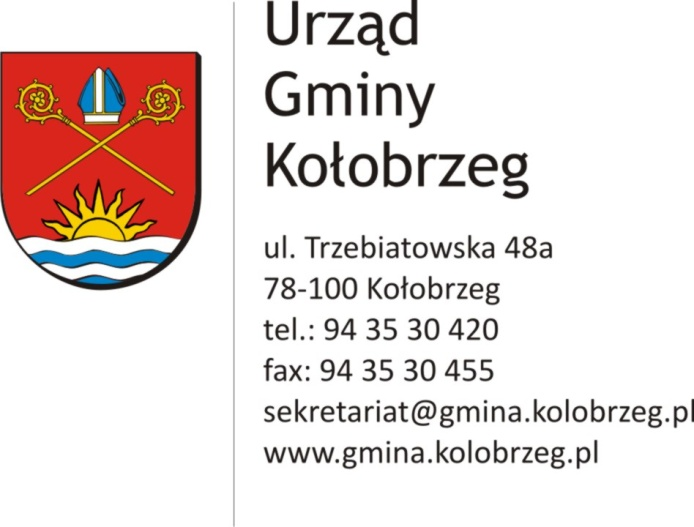 Urząd
Gminy
Kołobrzeg
ul. Trzebiatowska 48a
78-100 Kołobrzeg
tel.: 94 35 30 420
fax: 94 35 30 455
sekretariat@gmina.kolobrzeg.pl
www.gmina.kolobrzeg.pl